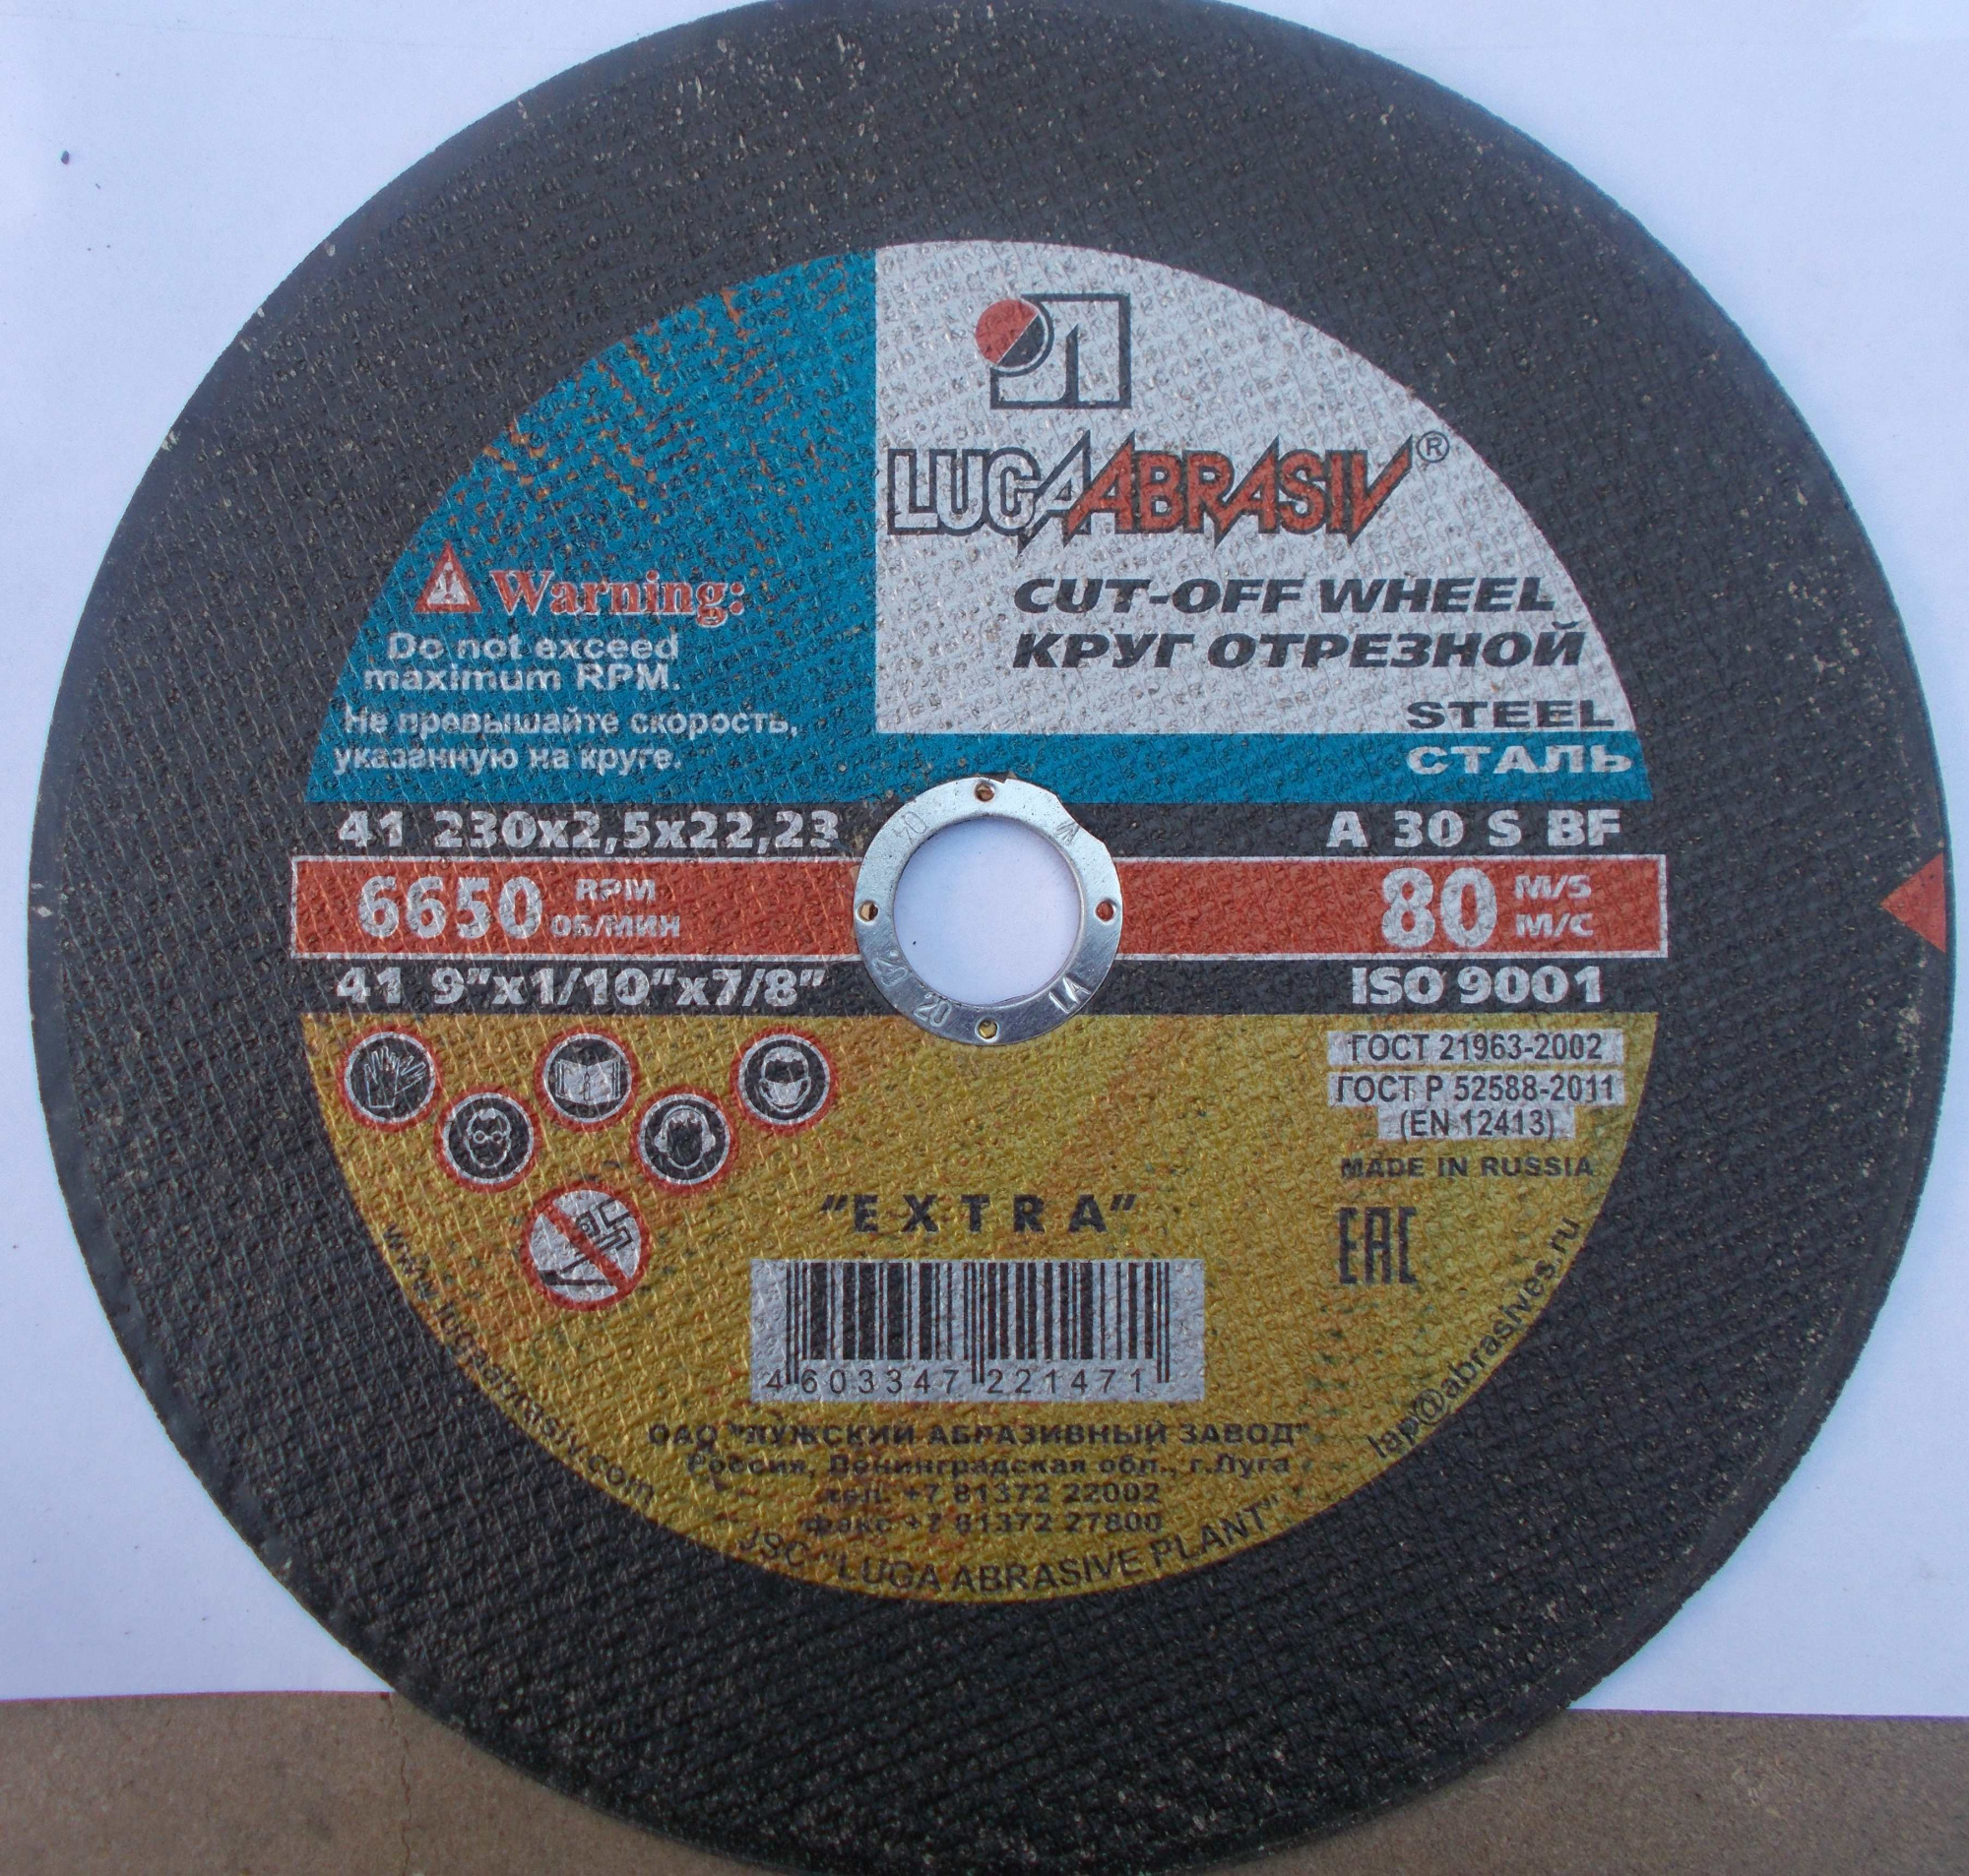 LUGAABRASIV®
CUT-OFF WHEEL
КРУГ ОТРЕЗНОЙ
STEEL
СТАЛЬ
Warning:
Do not exceed
maximum RPM.
Не превышайте скорость,
указанную на круге.
41 230x2,5x22,23
A 30 S BF
6650 RPM
ОБ/МИН
80 M/S
М/С
41 9"x1/10"x7/8"
ISO 9001
ГОСТ 21963-2002
ГОСТ Р 52588-2011
(EN 12413)
MADE IN RUSSIA
EAC
"EXTRA"
4 603347 221471
ОАО "ЛУЖСКИЙ АБРАЗИВНЫЙ ЗАВОД"
Россия, Ленинградская обл., г.Луга
тел. +7 81372 22002
факс +7 81372 27800
JSC "LUGA ABRASIVE PLANT"
www.lugaabrasiv.com
lap@abrasives.ru